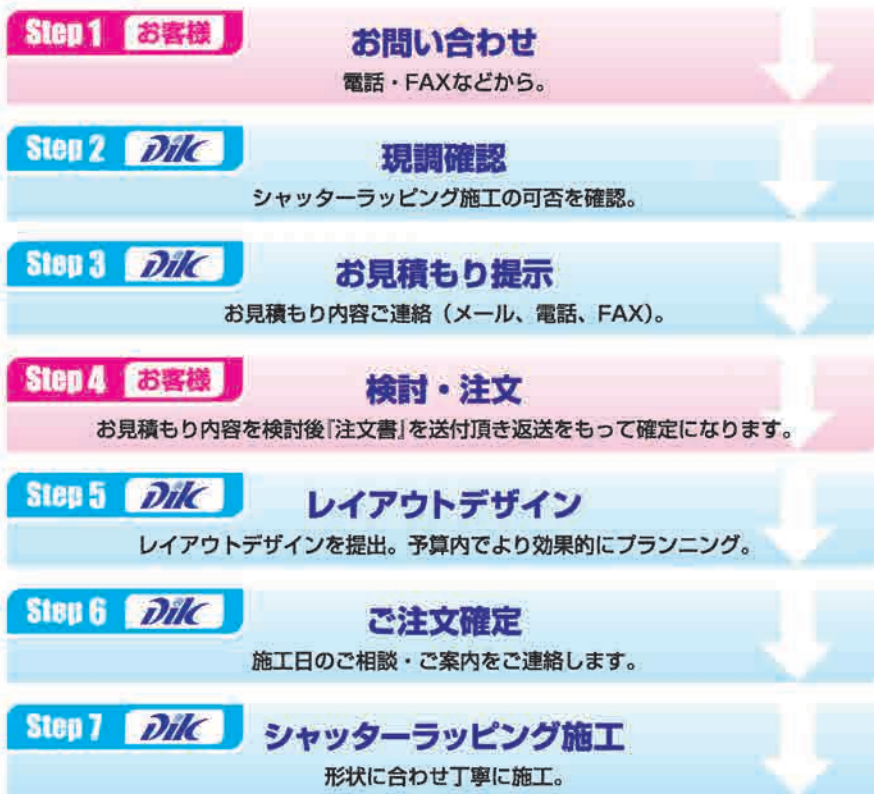 Step 1 お客様
お問い合わせ
電話・FAXなどから。
Step 2 Dilc
現調確認
シャッターラッピング施工の可否を確認。
Step 3 Dilc
お見積もり提示
お見積もり内容ご連絡（メール、電話、FAX）。
Step 4 お客様
検討・注文
お見積もり内容を検討後『注文書』を送付頂き返送をもって確定になります。
Step 5 Dilc
レイアウトデザイン
レイアウトデザインを提出。予算内でより効果的にプランニング。
Step 6 Dilc
ご注文確定
施工日のご相談・ご案内をご連絡します。
Step 7 Dilc
シャッターラッピング施工
形状に合わせ丁寧に施工。